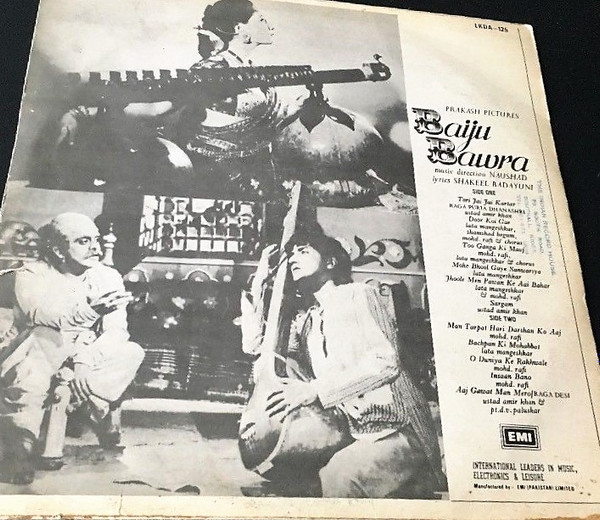 LKDA-125
PRAKASH PICTURES
Baiju
Bawra
music direction NAUSHAD
lyrics SHAKEEL BADAYUNI
SIDE ONE
Tori Jai Jai Kartar
RAGA PURIA DHANASHRI
ustad amir khan
Door Koi Gae
lata mangeshkar,
shamshad begum,
mohd. rafi & chorus
Too Ganga Ki Mauj
mohd. rafi,
lata mangeshkar & chorus
Mohe Bhool Gaye Sanwariya
lata mangeshkar
Jhoole Men Pawan Ke Aai Bahar
lata mangeshkar
& mohd. rafi
Sargam
ustad amir khan
SIDE TWO
Man Tarpat Hari Darshan Ko Aaj
mohd. rafi
Bachpan Ki Mohabbat
lata mangeshkar
O Duniya Ke Rakhwale
mohd. rafi
Insaan Bano
mohd. rafi
Aaj Gawat Man Mero/RAGA DESI
ustad amir khan &
pt.d.v. paluskar
EMI
INTERNATIONAL LEADERS IN MUSIC,
ELECTRONICS & LEISURE
Manufactured by:- EMI (PAKISTAN) LIMITED